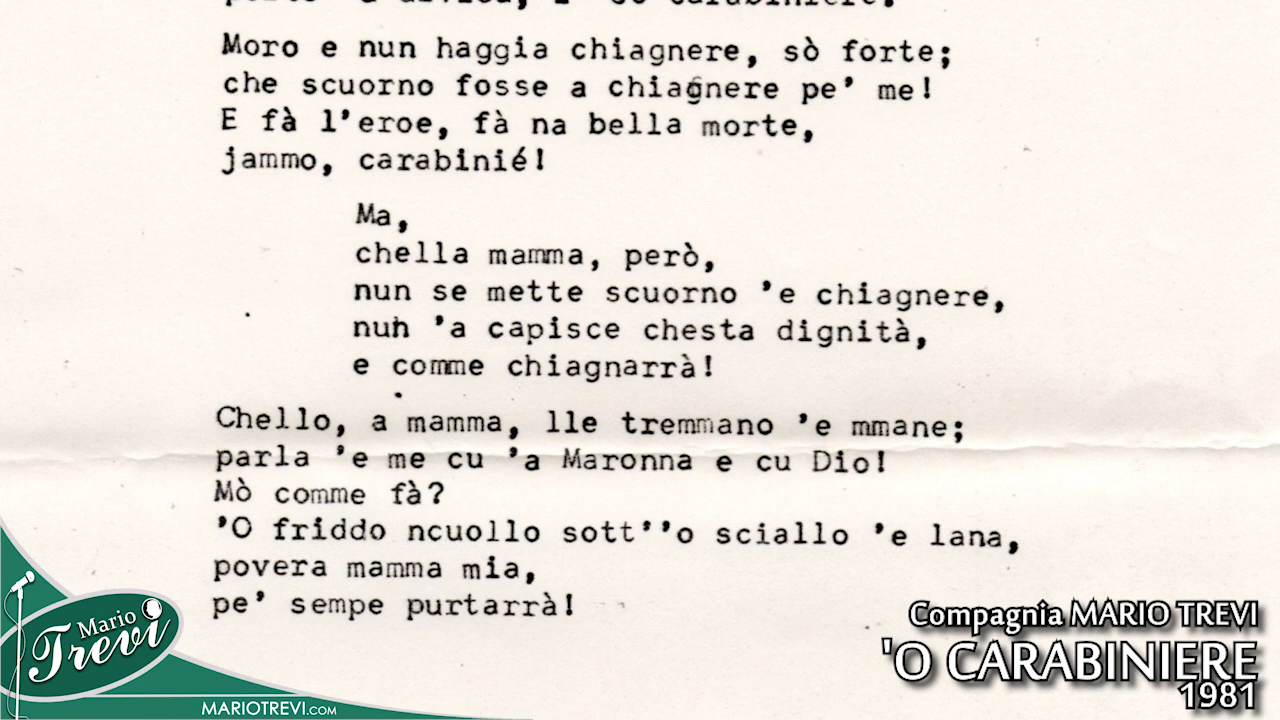 Moro e nun haggia chiagnere, sò forte;
che scuorno fosse a chiagnere pe' me!
E fà l'eroe, fà na bella morte,
jammo, carabinié!
Ma,
chella mamma, però,
nun se mette scuorno 'e chiagnere,
nun 'a capisce chesta dignità,
e comme chiagnarrà!
Chello, a mamma, lle tremmano 'e mmane;
parla 'e me cu 'a Maronna e cu Dio!
Mò comme fà?
'O friddo ncuollo sott''o sciallo 'e lana,
povera mamma mia,
pe' sempe purtarrà!
Mario
Trevi
MARIOTREVI.COM
Compagnia MARIO TREVI
'O CARABINIERE
1981